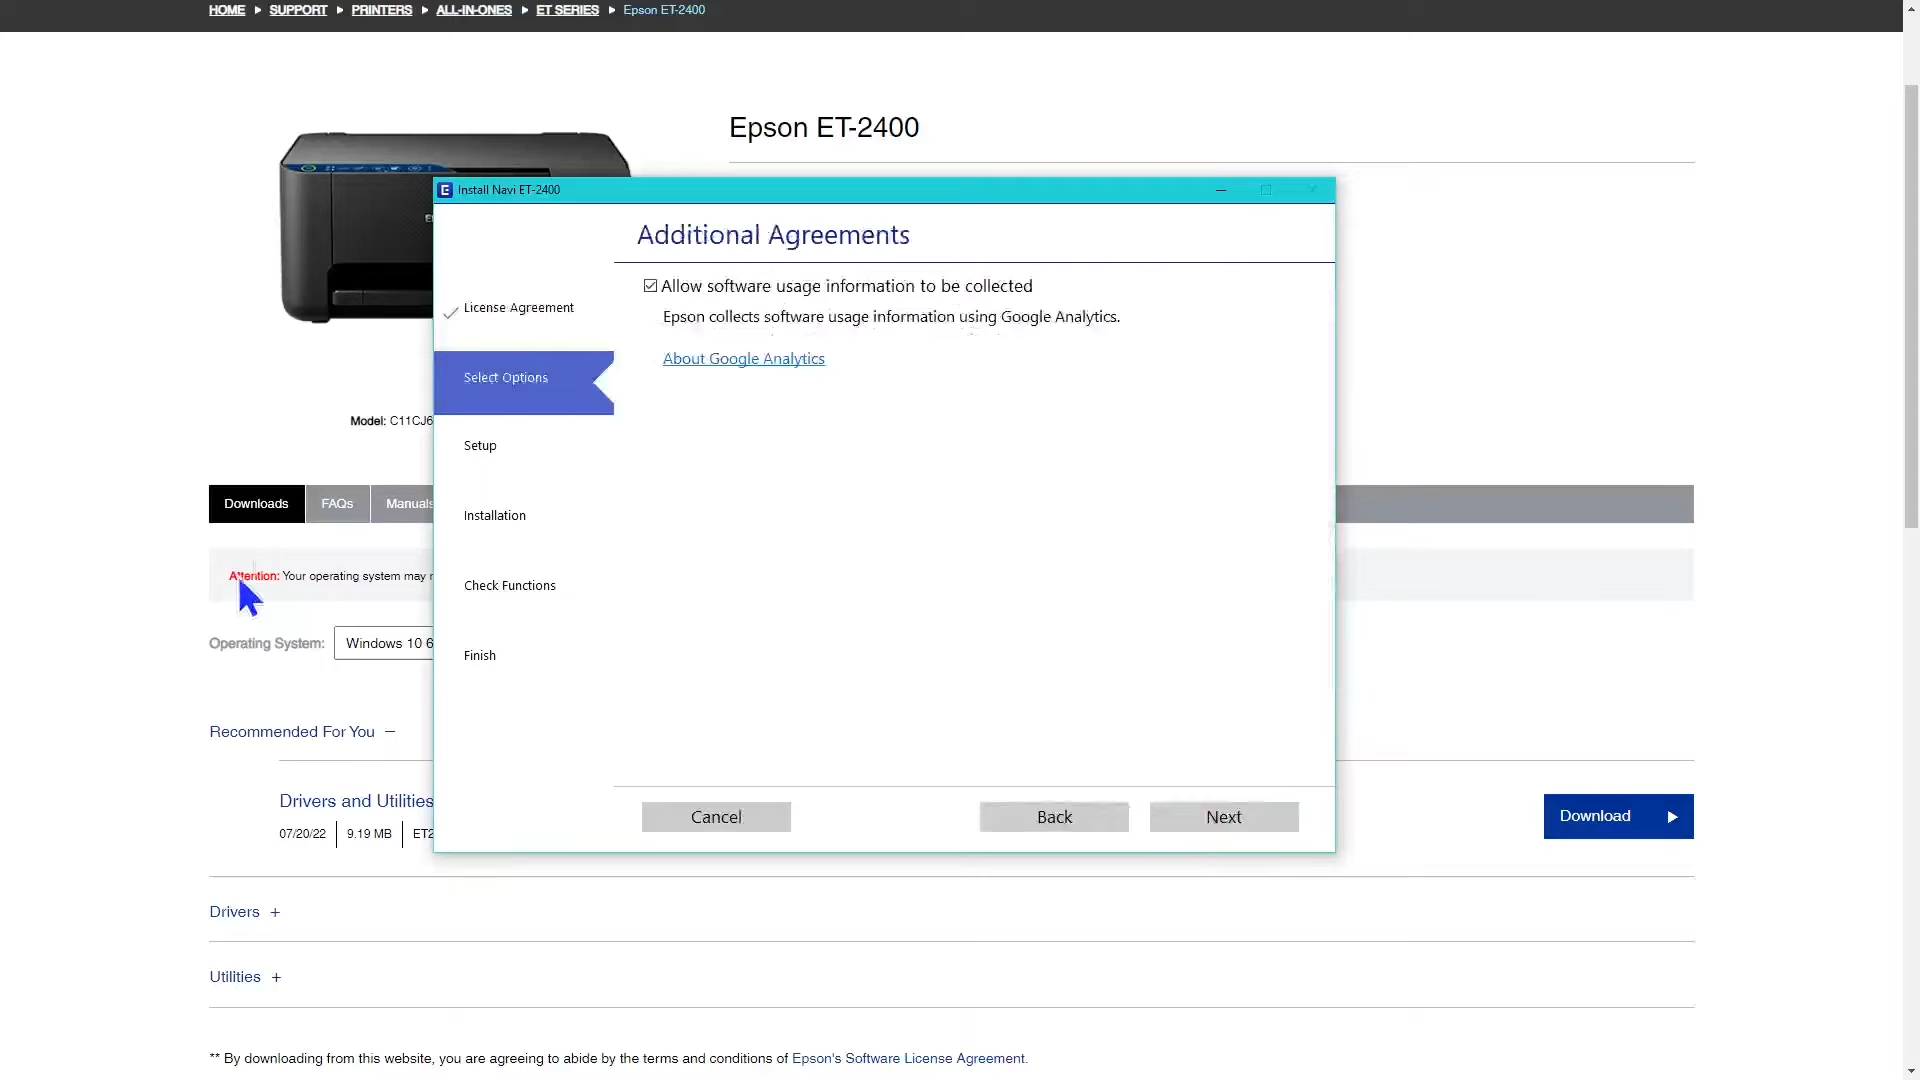 HOME SUPPORT PRINTERS ALL-IN-ONES ET SERIES Epson ET-2400
Epson ET-2400
Install Navi ET-2400
Additional Agreements
Allow software usage information to be collected
Epson collects software usage information using Google Analytics.
About Google Analytics
License Agreement
Select Options
Setup
Installation
Check Functions
Finish
Cancel Back Next
Model: C11CJ6
Downloads FAQs Manuals
Attention: Your operating system may
Operating System: Windows 10 6
Recommended For You −
Drivers and Utilities
07/20/22 9.19 MB ET2
Download
Drivers +
Utilities +
** By downloading from this website, you are agreeing to abide by the terms and conditions of Epson's Software License Agreement.